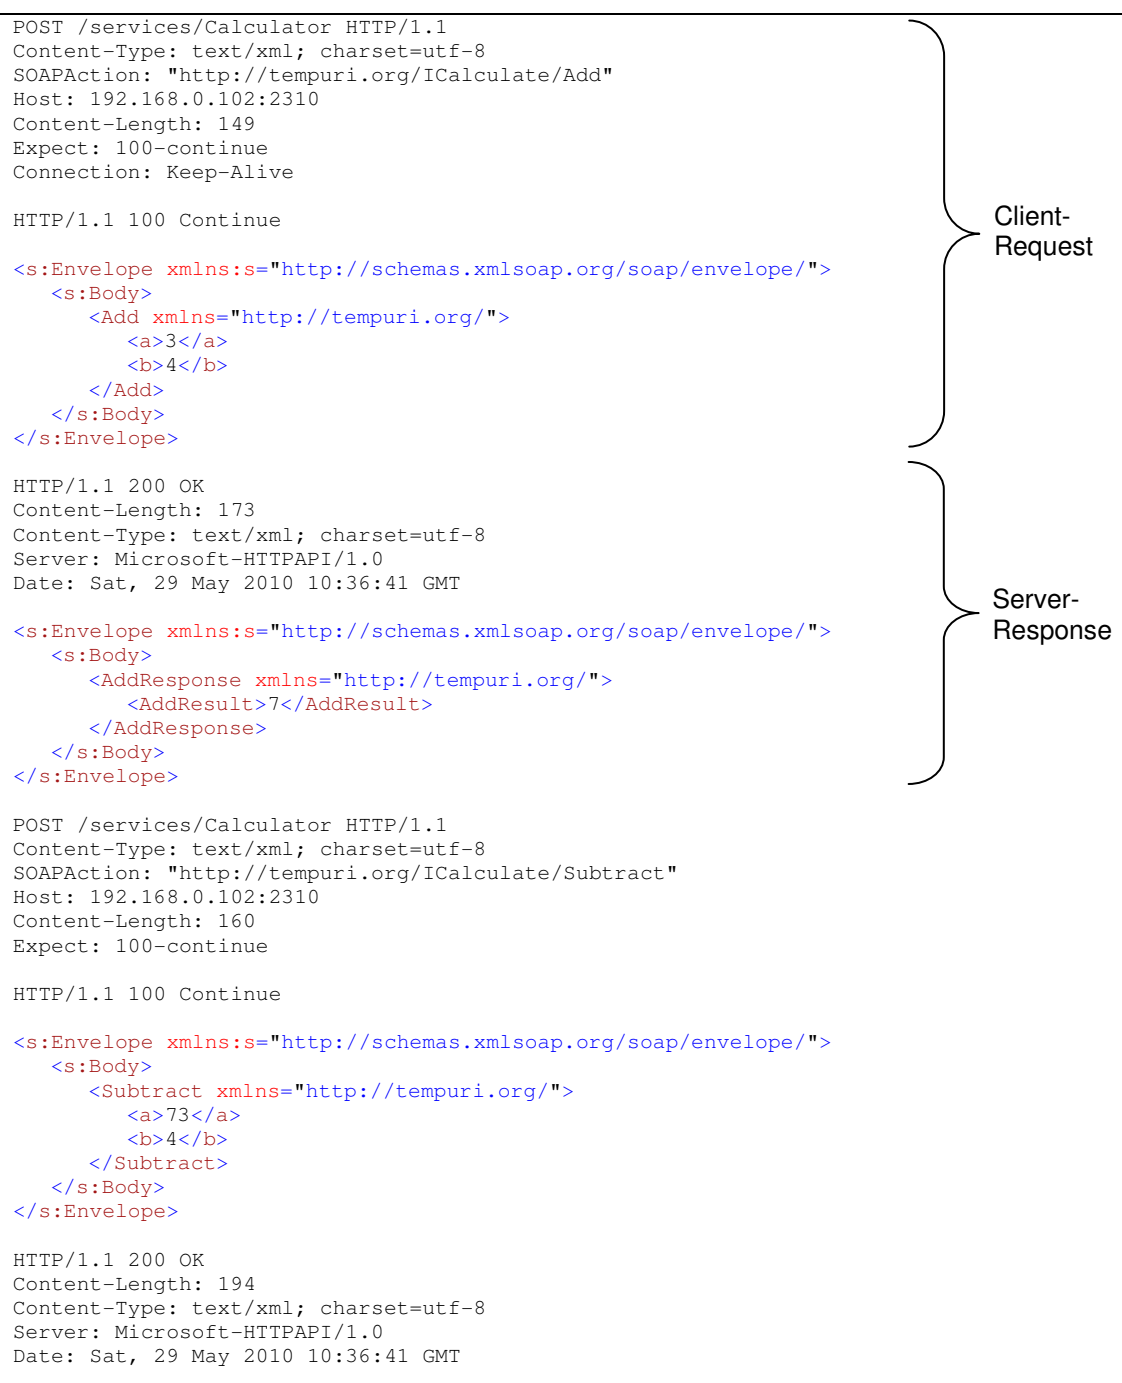 POST /services/Calculator HTTP/1.1
Content-Type: text/xml; charset=utf-8
SOAPAction: "http://tempuri.org/ICalculate/Add"
Host: 192.168.0.102:2310
Content-Length: 149
Expect: 100-continue
Connection: Keep-Alive
HTTP/1.1 100 Continue
<s:Envelope xmlns:s="http://schemas.xmlsoap.org/soap/envelope/">
   <s:Body>
      <Add xmlns="http://tempuri.org/">
         <a>3</a>
         <b>4</b>
      </Add>
   </s:Body>
</s:Envelope>
Client-
Request
HTTP/1.1 200 OK
Content-Length: 173
Content-Type: text/xml; charset=utf-8
Server: Microsoft-HTTPAPI/1.0
Date: Sat, 29 May 2010 10:36:41 GMT
<s:Envelope xmlns:s="http://schemas.xmlsoap.org/soap/envelope/">
   <s:Body>
      <AddResponse xmlns="http://tempuri.org/">
         <AddResult>7</AddResult>
      </AddResponse>
   </s:Body>
</s:Envelope>
Server-
Response
POST /services/Calculator HTTP/1.1
Content-Type: text/xml; charset=utf-8
SOAPAction: "http://tempuri.org/ICalculate/Subtract"
Host: 192.168.0.102:2310
Content-Length: 160
Expect: 100-continue
HTTP/1.1 100 Continue
<s:Envelope xmlns:s="http://schemas.xmlsoap.org/soap/envelope/">
   <s:Body>
      <Subtract xmlns="http://tempuri.org/">
         <a>73</a>
         <b>4</b>
      </Subtract>
   </s:Body>
</s:Envelope>
HTTP/1.1 200 OK
Content-Length: 194
Content-Type: text/xml; charset=utf-8
Server: Microsoft-HTTPAPI/1.0
Date: Sat, 29 May 2010 10:36:41 GMT